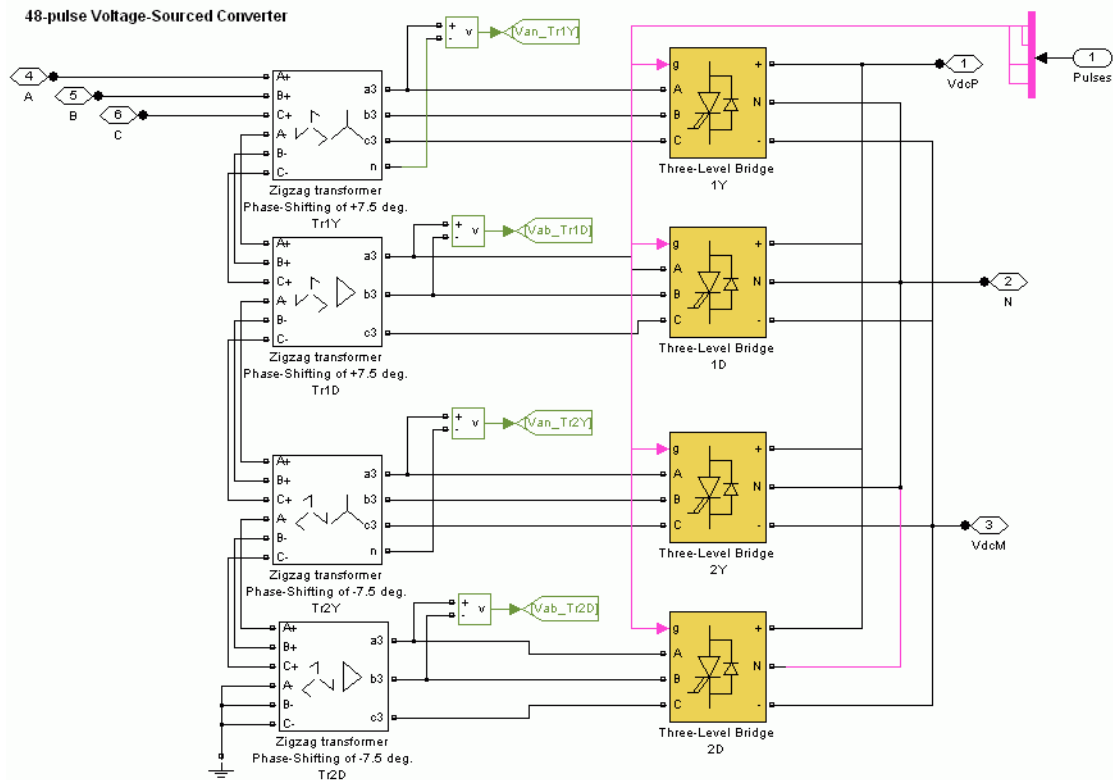 48-pulse Voltage-Sourced Converter
+
-
v
[Van_Tr1Y]
4
A
5
B
6
C
1
Pulses
A+
B+
C+
A-
B-
C-
a3
b3
c3
n
Zigzag transformer
Phase-Shifting of +7.5 deg.
Tr1Y
g
A
B
C
+
N
-
Three-Level Bridge
1Y
1
VdcP
+
-
v
[Vab_Tr1D]
A+
B+
C+
A-
B-
C-
a3
b3
c3
Zigzag transformer
Phase-Shifting of +7.5 deg.
Tr1D
g
A
B
C
+
N
-
Three-Level Bridge
1D
2
N
+
-
v
[Van_Tr2Y]
A+
B+
C+
A-
B-
C-
a3
b3
c3
n
Zigzag transformer
Phase-Shifting of -7.5 deg.
Tr2Y
g
A
B
C
+
N
-
Three-Level Bridge
2Y
3
VdcM
+
-
v
[Vab_Tr2D]
A+
B+
C+
A-
B-
C-
a3
b3
c3
Zigzag transformer
Phase-Shifting of -7.5 deg.
Tr2D
g
A
B
C
+
N
-
Three-Level Bridge
2D